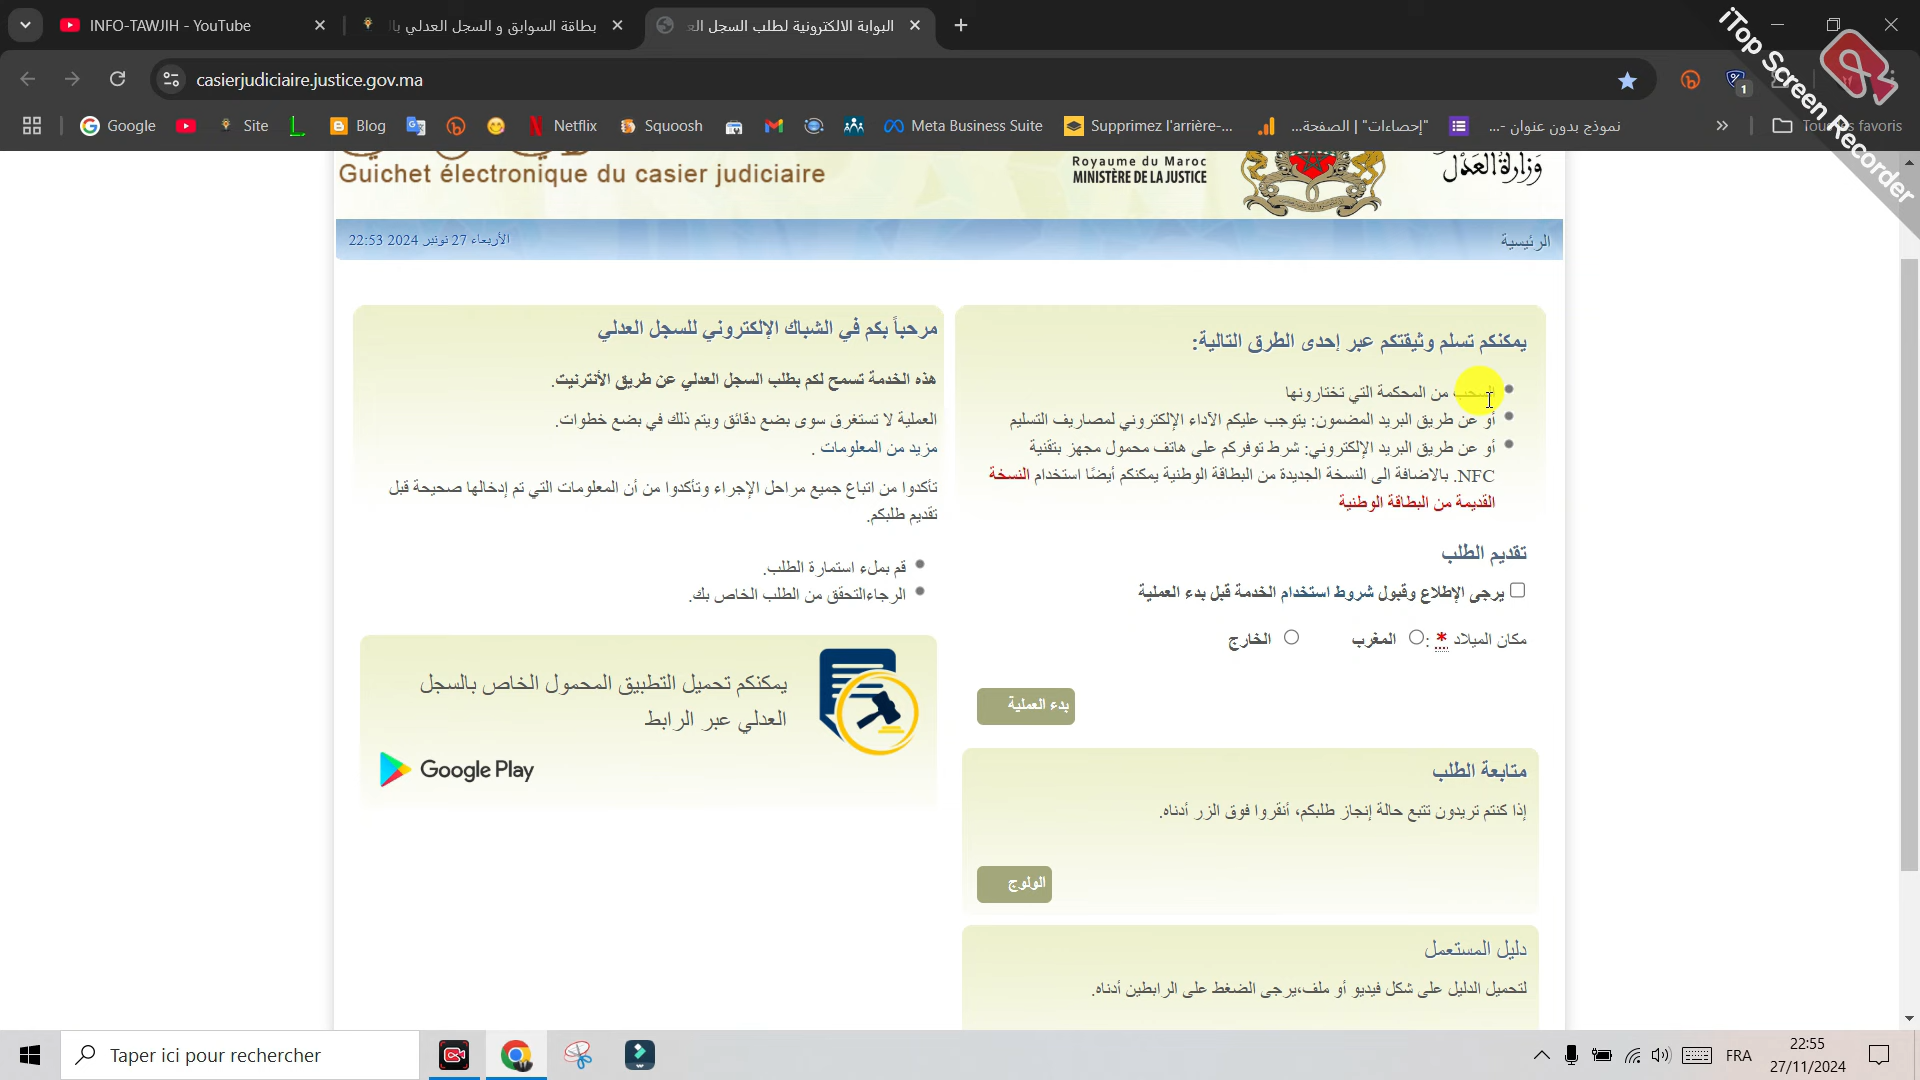 INFO-TAWJIH - YouTube
بطاقة السوابق و السجل العدلي بال
البوابة الالكترونية لطلب السجل الع
casierjudiciaire.justice.gov.ma
1
Google
Site
Blog
Netflix
Squoosh
Meta Business Suite
Supprimez l'arrière-...
"إحصاءات" | الصفحة...
نموذج بدون عنوان -...
Tous les favoris
iTop Screen Recorder
Guichet électronique du casier judiciaire
Royaume du Maroc
MINISTÈRE DE LA JUSTICE
وزارة العدل
الرئيسية
الأربعاء 27 نونبر 2024 22:53
يمكنكم تسلم وثيقتكم عبر إحدى الطرق التالية:
السحب من المحكمة التي تختارونها
أو عن طريق البريد المضمون: يتوجب عليكم الآداء الإلكتروني لمصاريف التسليم
أو عن طريق البريد الإلكتروني: شرط توفركم على هاتف محمول مجهز بتقنية
NFC. بالاضافة الى النسخة الجديدة من البطاقة الوطنية يمكنكم أيضًا استخدام النسخة
القديمة من البطاقة الوطنية
تقديم الطلب
يرجى الإطلاع وقبول شروط استخدام الخدمة قبل بدء العملية
مكان الميلاد * : المغرب الخارج
بدء العملية
متابعة الطلب
إذا كنتم تريدون تتبع حالة إنجاز طلبكم، أنقروا فوق الزر أدناه.
الولوج
دليل المستعمل
لتحميل الدليل على شكل فيديو أو ملف،يرجى الضغط على الرابطين أدناه.
مرحباً بكم في الشباك الإلكتروني للسجل العدلي
هذه الخدمة تسمح لكم بطلب السجل العدلي عن طريق الأنترنيت.
العملية لا تستغرق سوى بضع دقائق ويتم ذلك في بضع خطوات.
مزيد من المعلومات .
تأكدوا من اتباع جميع مراحل الإجراء وتأكدوا من أن المعلومات التي تم إدخالها صحيحة قبل
تقديم طلبكم.
قم بملء استمارة الطلب.
الرجاءالتحقق من الطلب الخاص بك.
يمكنكم تحميل التطبيق المحمول الخاص بالسجل
العدلي عبر الرابط
Google Play
Taper ici pour rechercher
FRA
22:55
27/11/2024